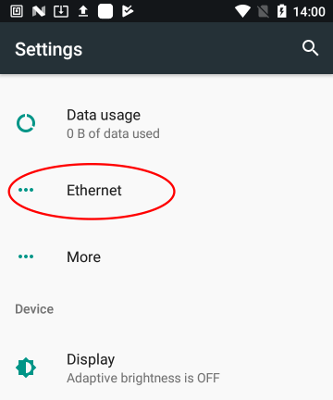 14:00
Settings
Data usage
0 B of data used
Ethernet
More
Device
Display
Adaptive brightness is OFF